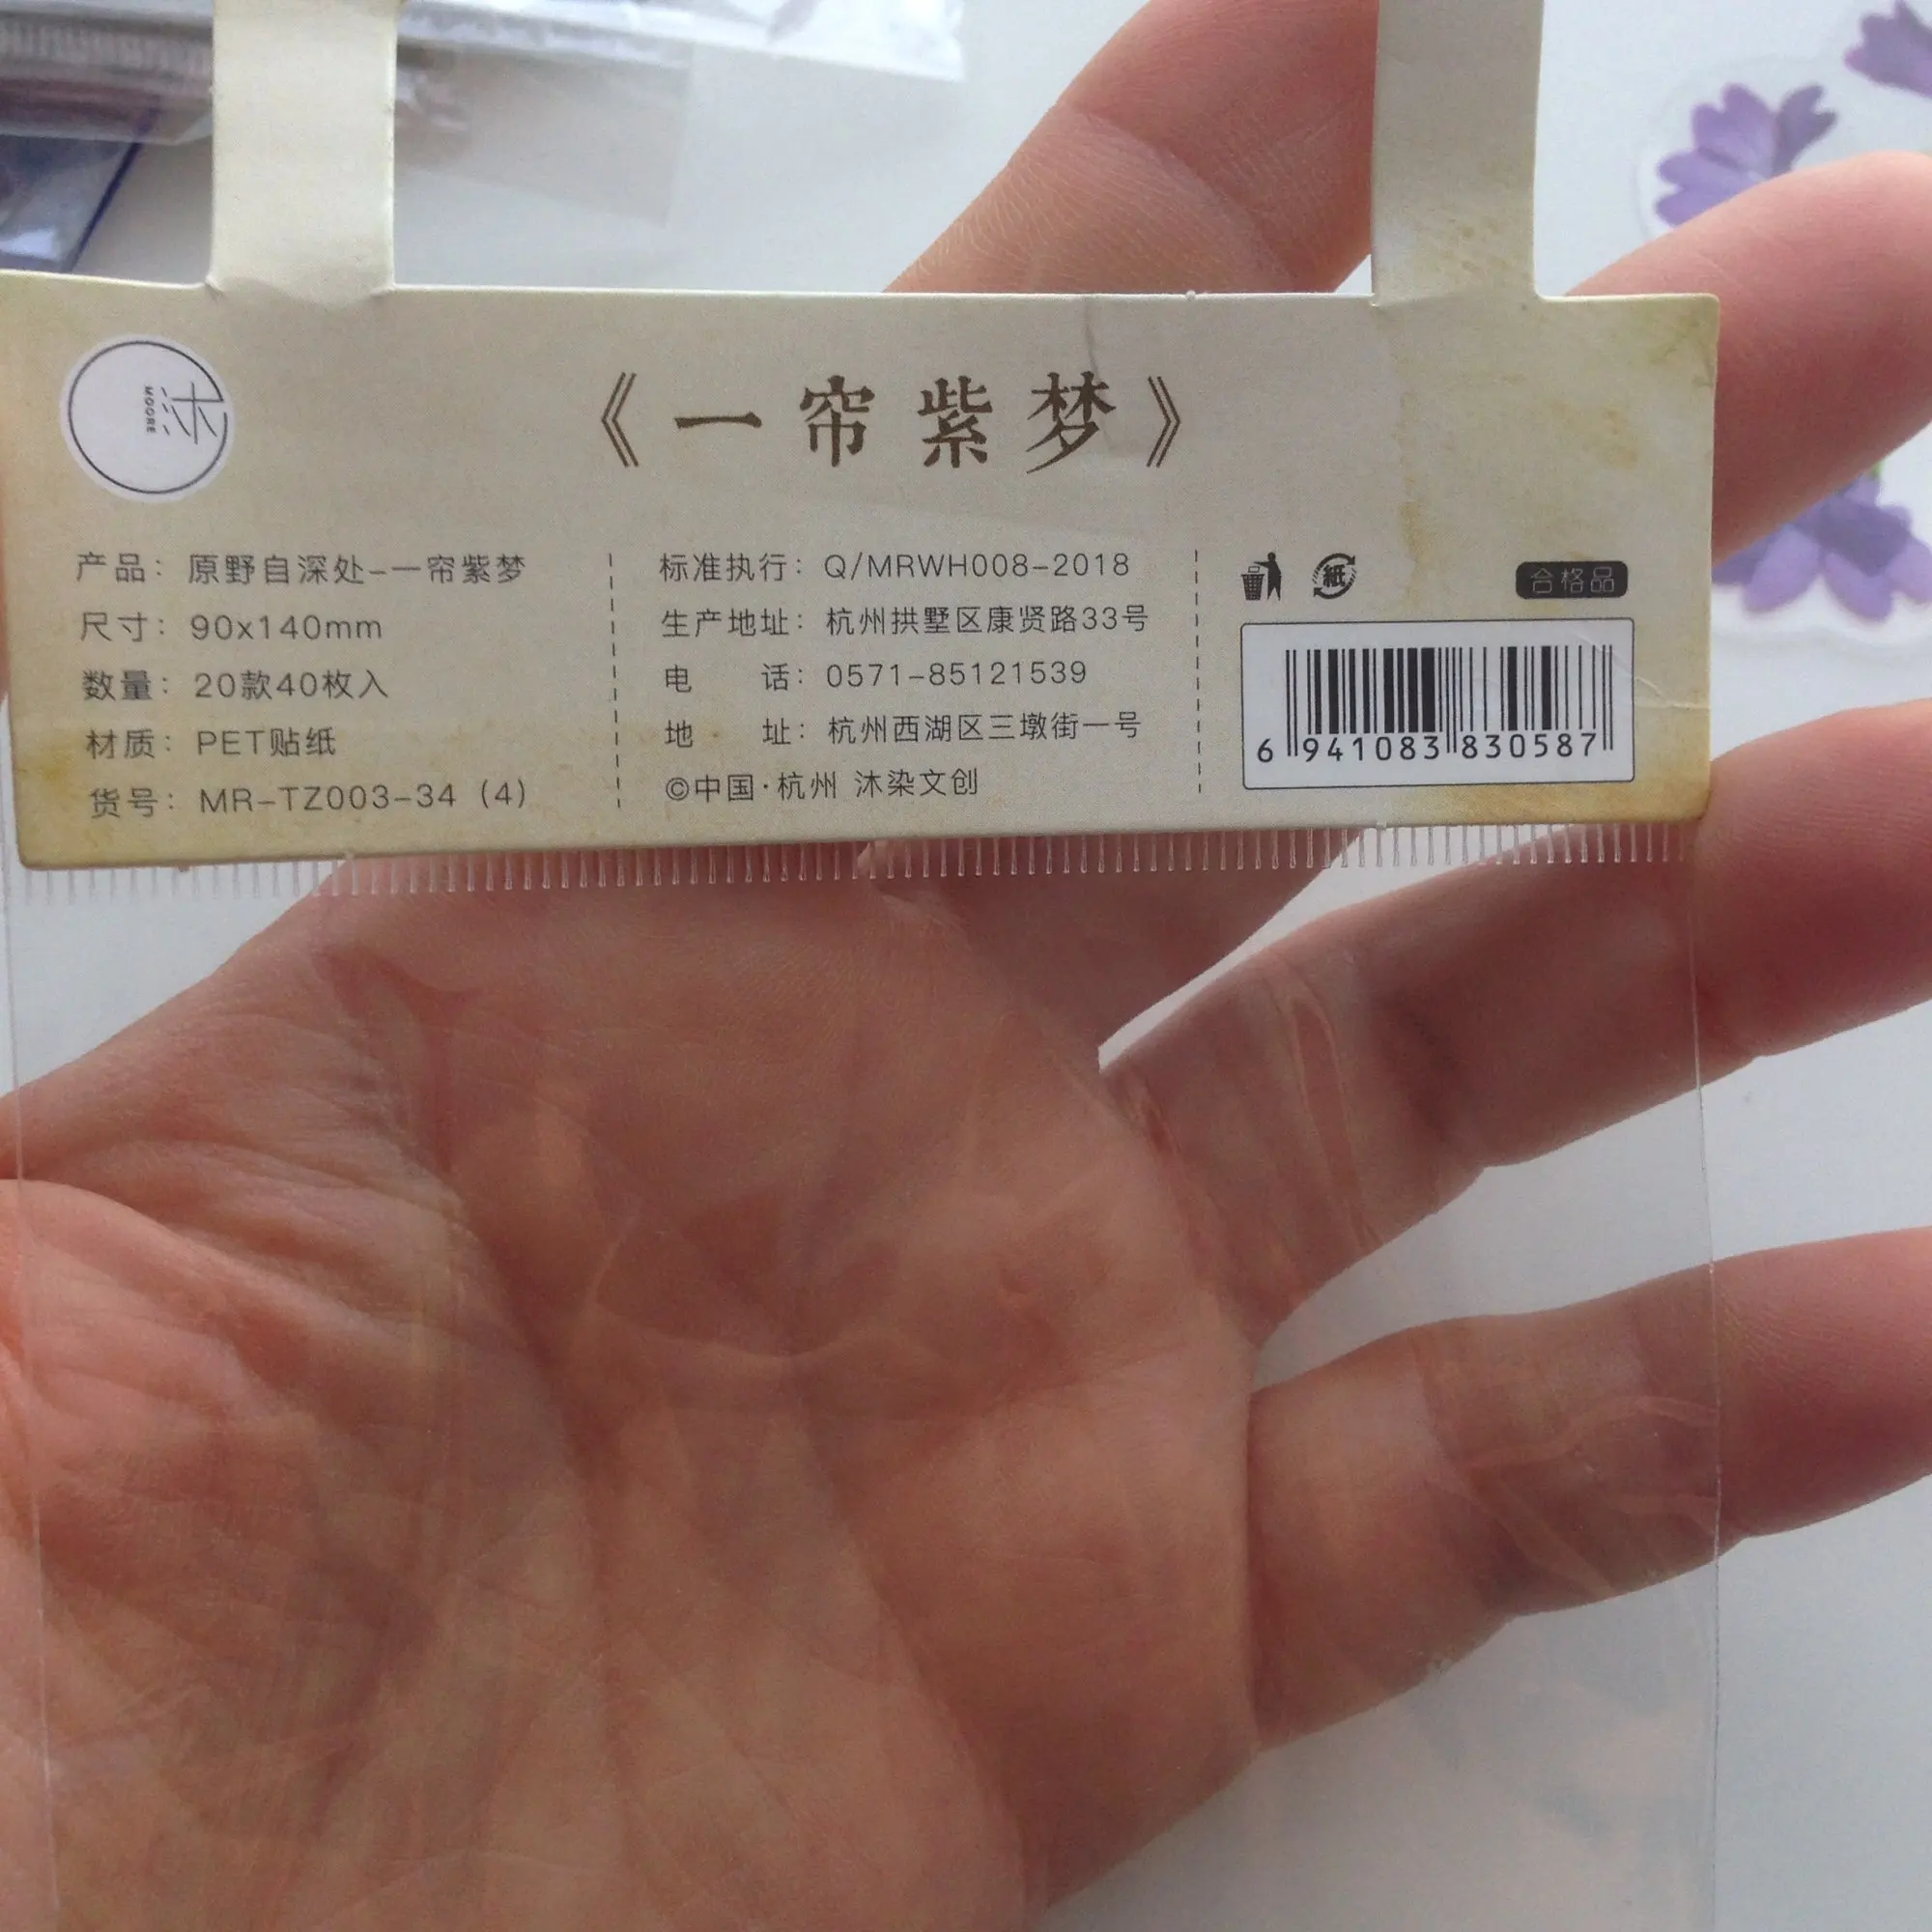 沐
MOORE
《一帘紫梦》
产品：原野自深处-一帘紫梦
尺寸：90x140mm
数量：20款40枚入
材质：PET贴纸
货号：MR-TZ003-34（4）
标准执行：Q/MRWH008-2018
生产地址：杭州拱墅区康贤路33号
电 话：0571-85121539
地 址：杭州西湖区三墩街一号
©中国·杭州 沐染文创
紙
合格品
6 941083 830587